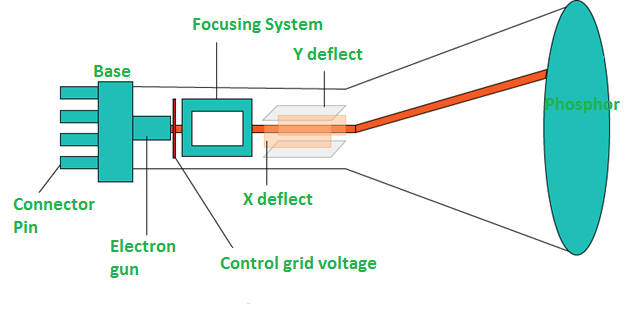 Focusing System
Y deflect
Base
Phosphor
X deflect
Connector
Pin
Electron
gun
Control grid voltage